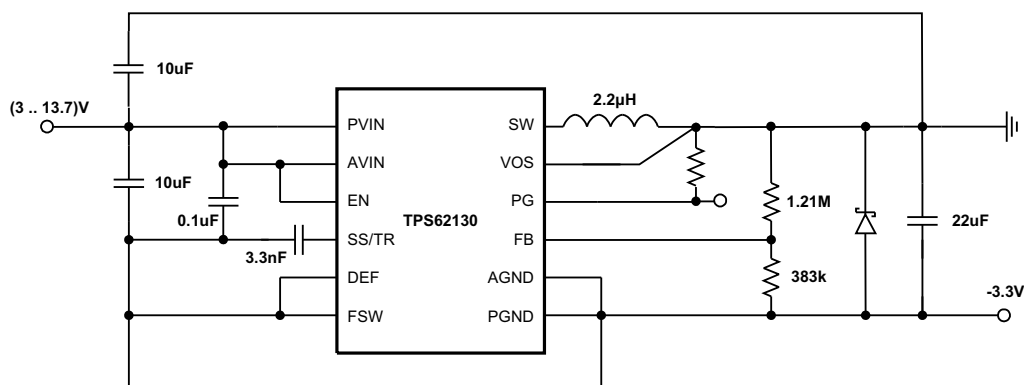 10uF
(3 .. 13.7)V
2.2µH
PVIN
SW
AVIN
VOS
10uF
EN
PG
1.21M
0.1uF
TPS62130
22uF
SS/TR
FB
3.3nF
DEF
AGND
383k
-3.3V
FSW
PGND